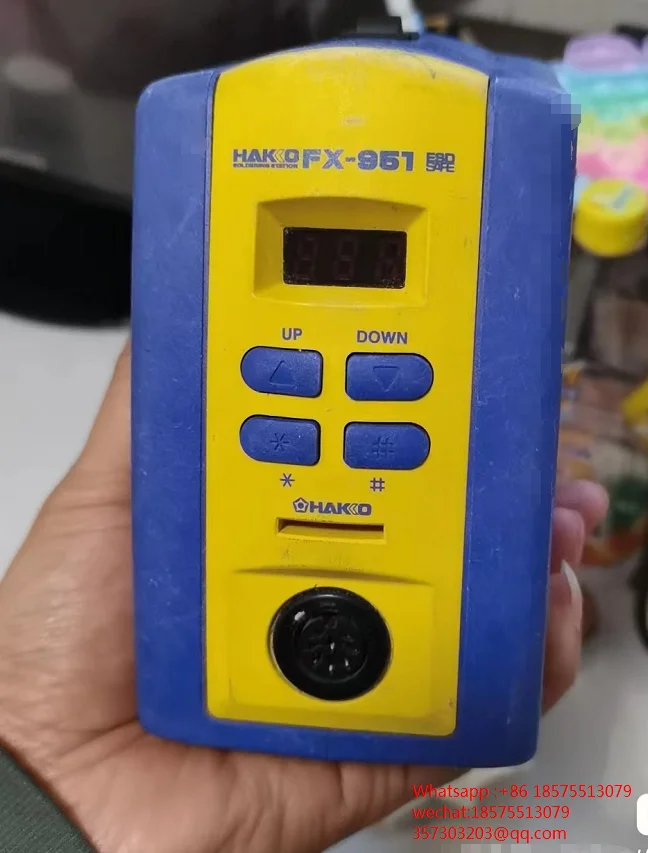 HAKKO FX-951 ESD SAFE
SOLDERING STATION
UP DOWN
* #
HAKKO
Whatsapp :+86 18575513079
wechat:18575513079
357303203@qq.com